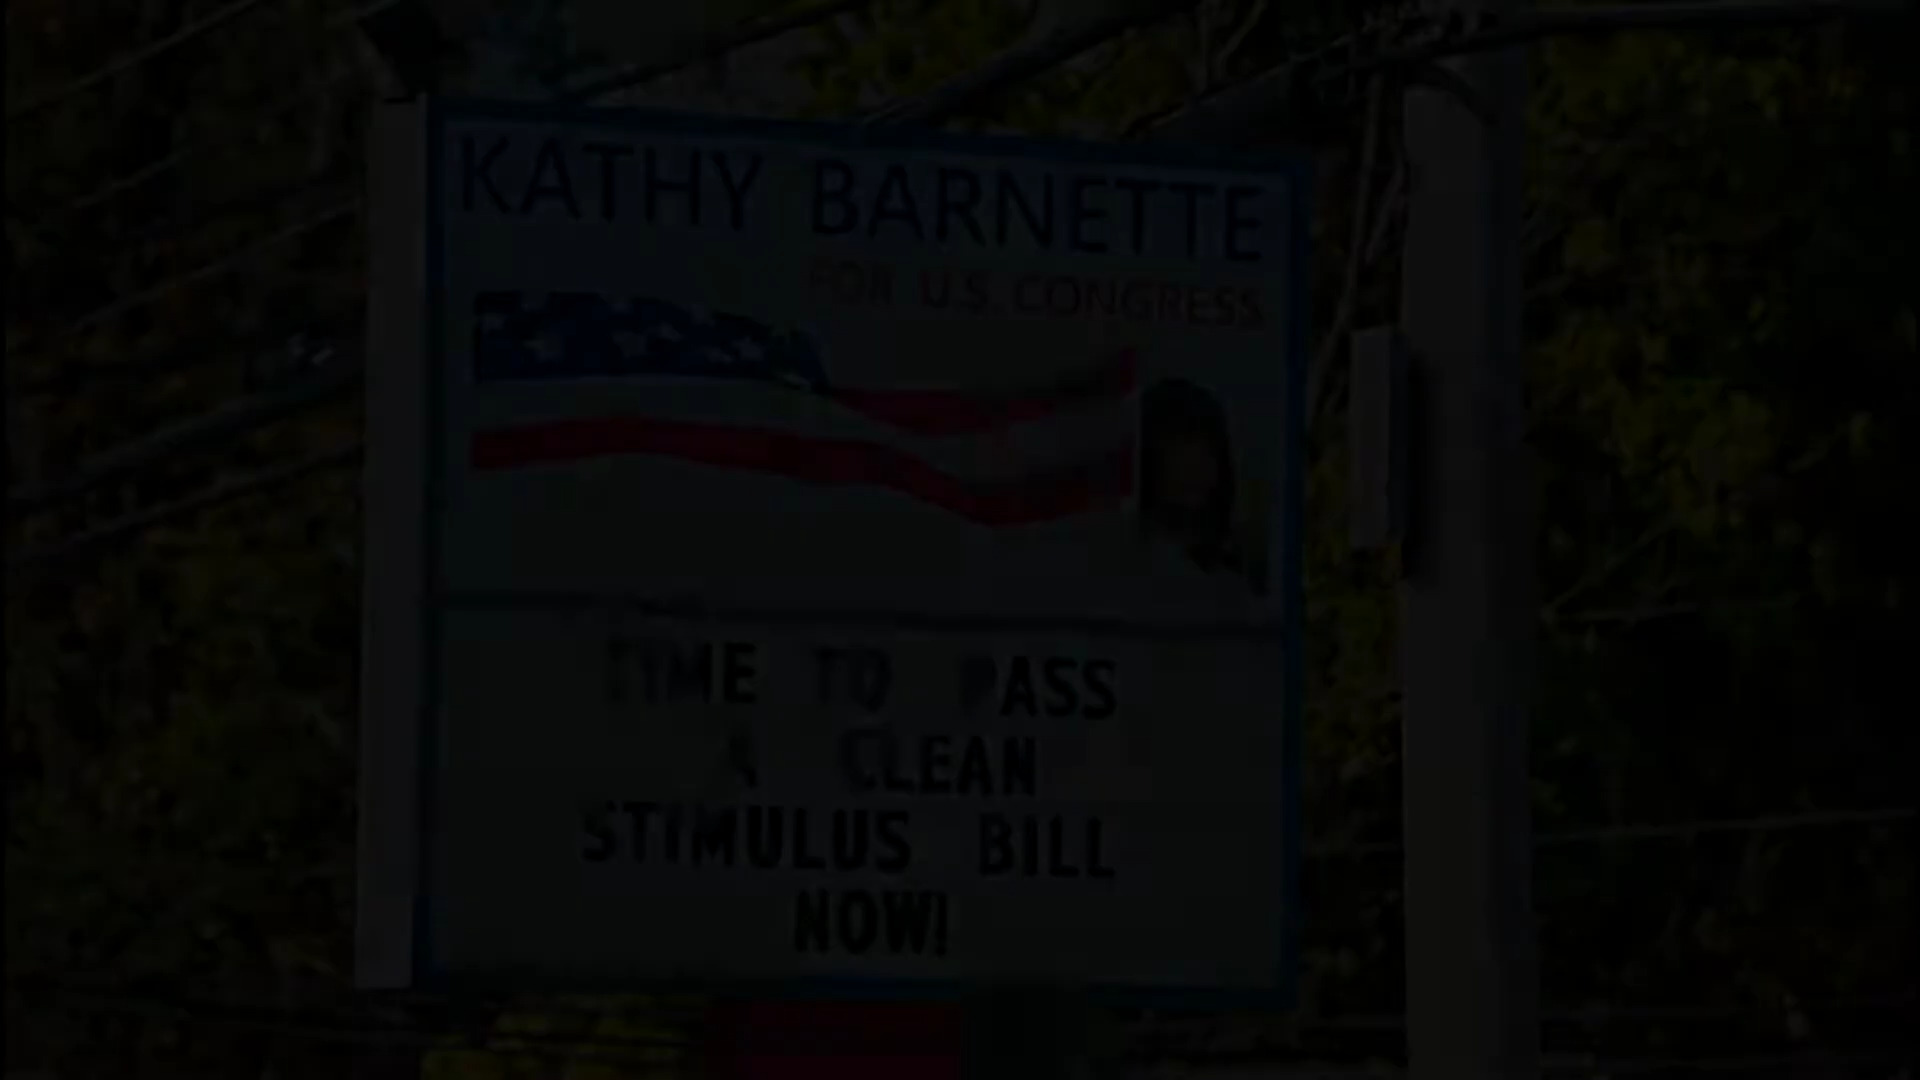 KATHY BARNETTE
FOR U.S. CONGRESS
TIME TO PASS
A CLEAN
STIMULUS BILL
NOW!